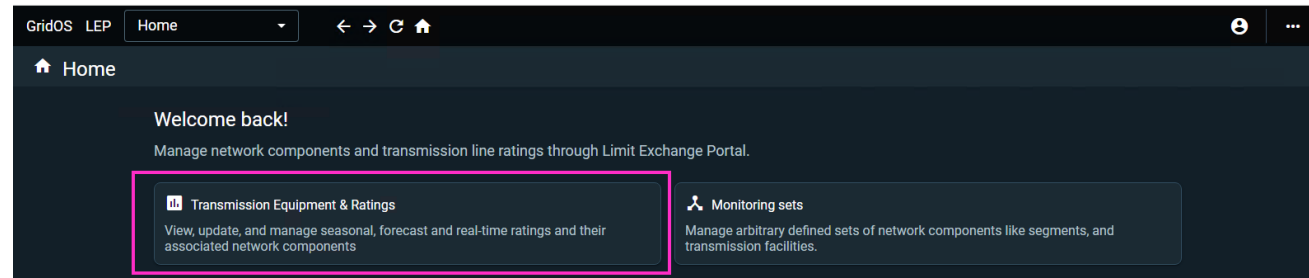 GridOS LEP Home
Home
Welcome back!
Manage network components and transmission line ratings through Limit Exchange Portal.
Transmission Equipment & Ratings
View, update, and manage seasonal, forecast and real-time ratings and their
associated network components
Monitoring sets
Manage arbitrary defined sets of network components like segments, and
transmission facilities.